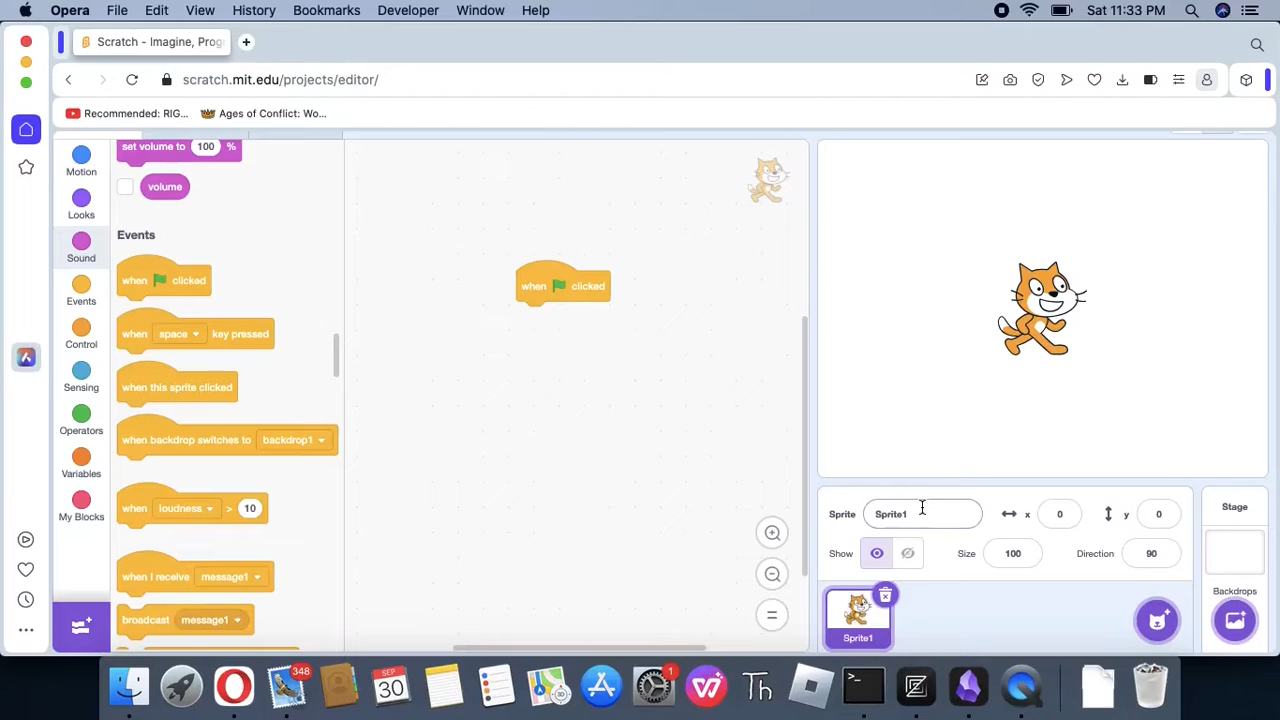 Opera File Edit View History Bookmarks Developer Window Help Sat 11:33 PM
Scratch - Imagine, Prog
scratch.mit.edu/projects/editor/
Recommended: RIG... Ages of Conflict: Wo...
Motion
Looks
Sound
Events
Control
Sensing
Operators
Variables
My Blocks
set volume to 100 %
volume
Events
when clicked
when space key pressed
when this sprite clicked
when backdrop switches to backdrop1
when loudness > 10
when I receive message1
broadcast message1
when clicked
Sprite Sprite1 x 0 y 0
Show Size 100 Direction 90
Sprite1
Stage
Backdrops
348
SEP
30
1
Th